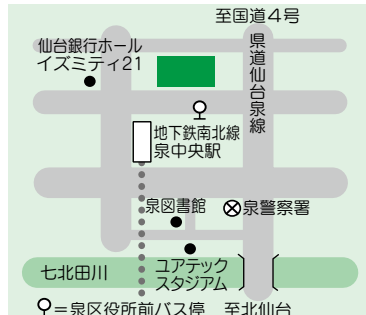 至国道4号
仙台銀行ホール
イズミティ21
県道仙台泉線
地下鉄南北線
泉中央駅
泉図書館
泉警察署
七北田川
ユアテック
スタジアム
=泉区役所前バス停
至北仙台